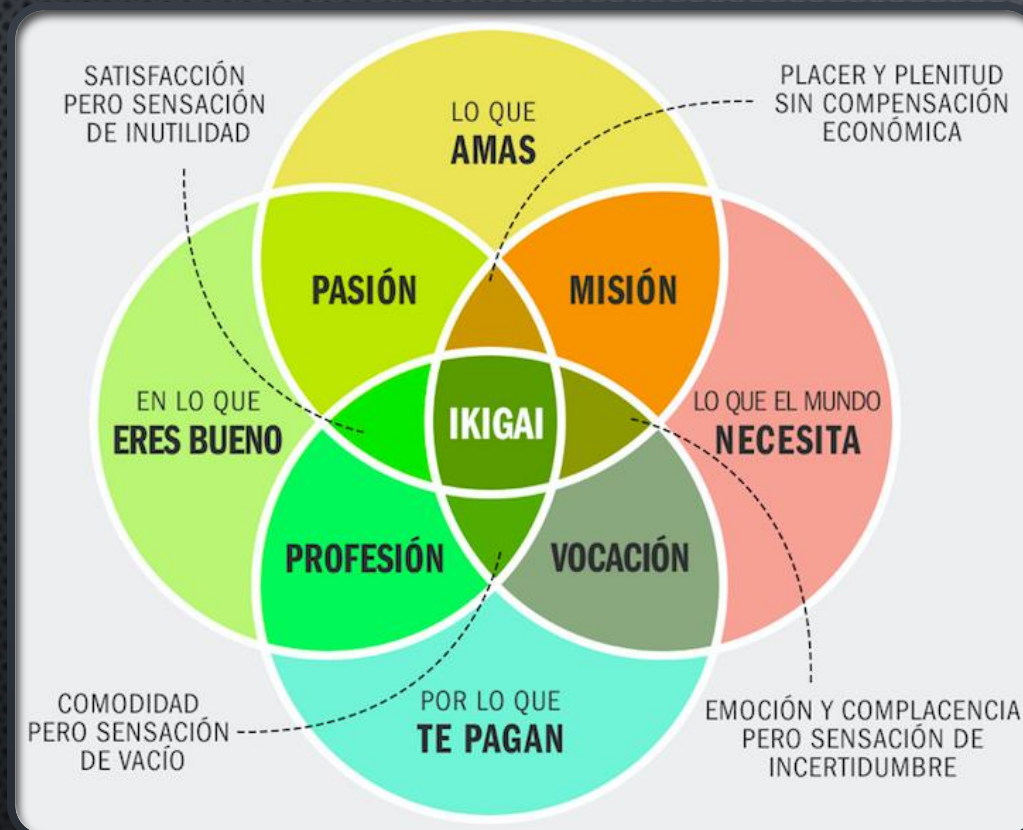 SATISFACCIÓN
PERO SENSACIÓN
DE INUTILIDAD
LO QUE
AMAS
PLACER Y PLENITUD
SIN COMPENSACIÓN
ECONÓMICA
PASIÓN
MISIÓN
EN LO QUE
ERES BUENO
IKIGAI
LO QUE EL MUNDO
NECESITA
PROFESIÓN
VOCACIÓN
COMODIDAD
PERO SENSACIÓN
DE VACÍO
POR LO QUE
TE PAGAN
EMOCIÓN Y COMPLACENCIA
PERO SENSACIÓN DE
INCERTIDUMBRE